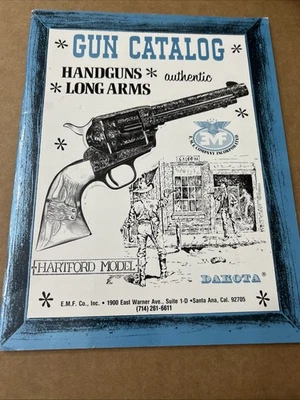 GUN CATALOG
HANDGUNS * authentic
* LONG ARMS
EMF
E.M.F. COMPANY INCORPORATED
HARTFORD MODEL
DAKOTA®
E.M.F. Co., Inc. • 1900 East Warner Ave., Suite 1-D • Santa Ana, Cal. 92705
(714) 261-6611